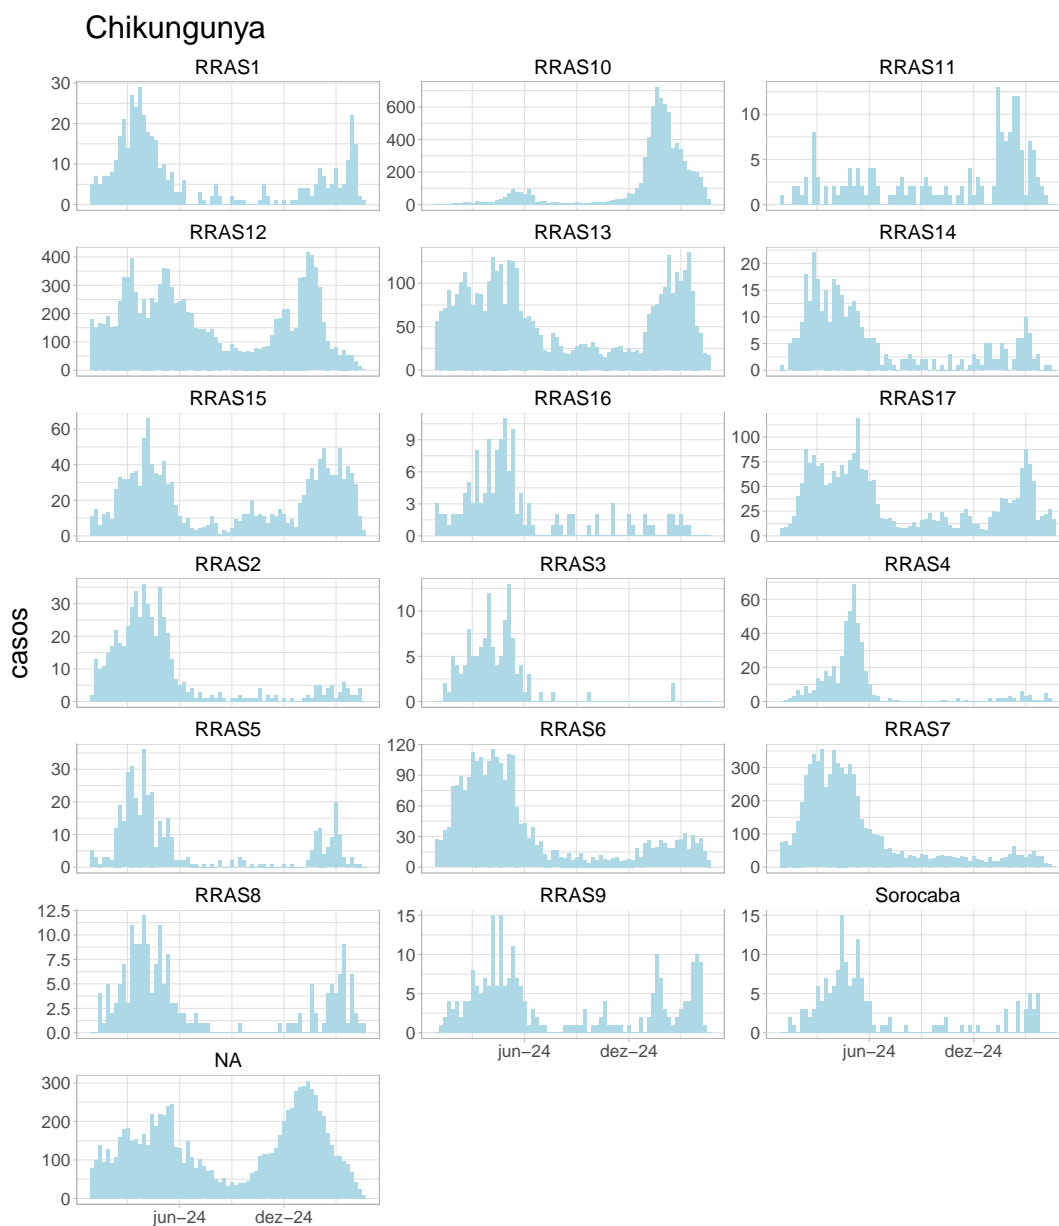 Chikungunya
RRAS1 RRAS10 RRAS11
30 20 10 0
600 400 200 0
10 5 0
RRAS12 RRAS13 RRAS14
400 300 200 100 0
100 50 0
20 15 10 5 0
RRAS15 RRAS16 RRAS17
60 40 20 0
9 6 3 0
100 75 50 25 0
RRAS2 RRAS3 RRAS4
30 20 10 0
10 5 0
60 40 20 0
casos
RRAS5 RRAS6 RRAS7
30 20 10 0
120 90 60 30 0
300 200 100 0
RRAS8 RRAS9 Sorocaba
12.5 10.0 7.5 5.0 2.5 0.0
15 10 5 0
15 10 5 0
jun−24 dez−24 jun−24 dez−24
NA
300 200 100 0
jun−24 dez−24